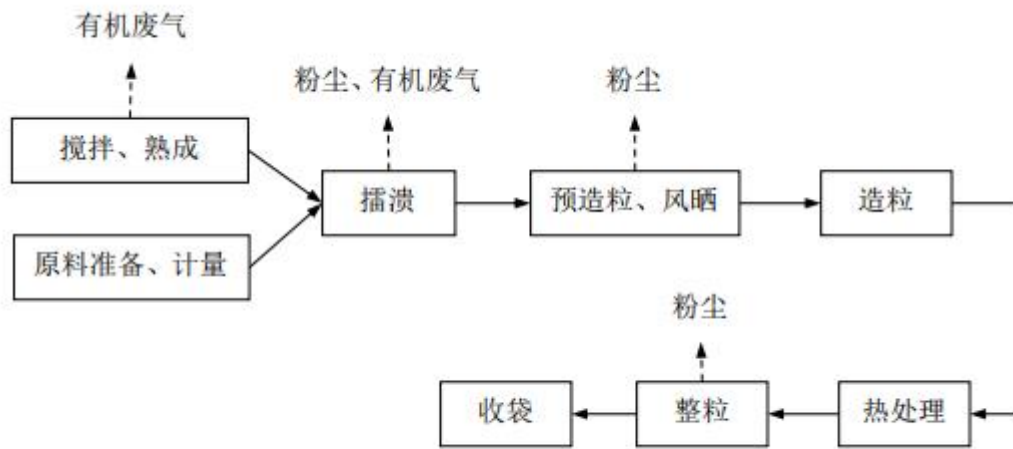 有机废气
粉尘、有机废气
粉尘
搅拌、熟成
擂溃
预造粒、风晒
造粒
原料准备、计量
粉尘
收袋
整粒
热处理